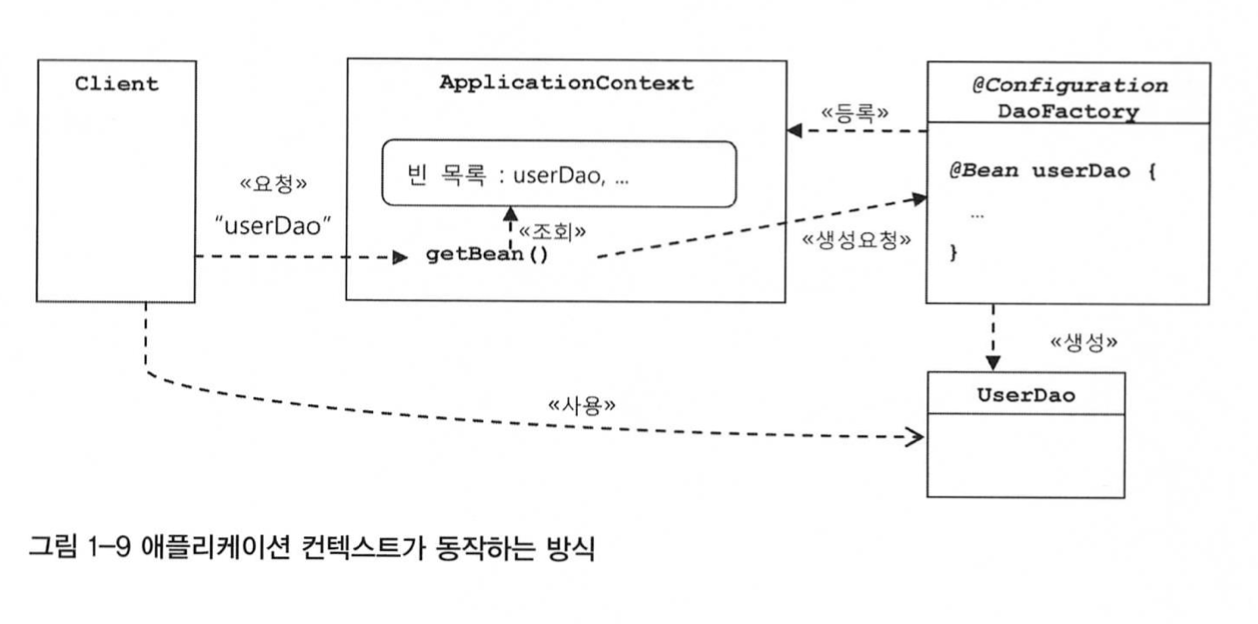 Client
«요청»
“userDao”
ApplicationContext
빈 목록 : userDao, ...
«조회»
getBean()
«등록»
«생성요청»
@Configuration
DaoFactory
@Bean userDao {
...
}
«생성»
UserDao
«사용»
그림 1-9 애플리케이션 컨텍스트가 동작하는 방식